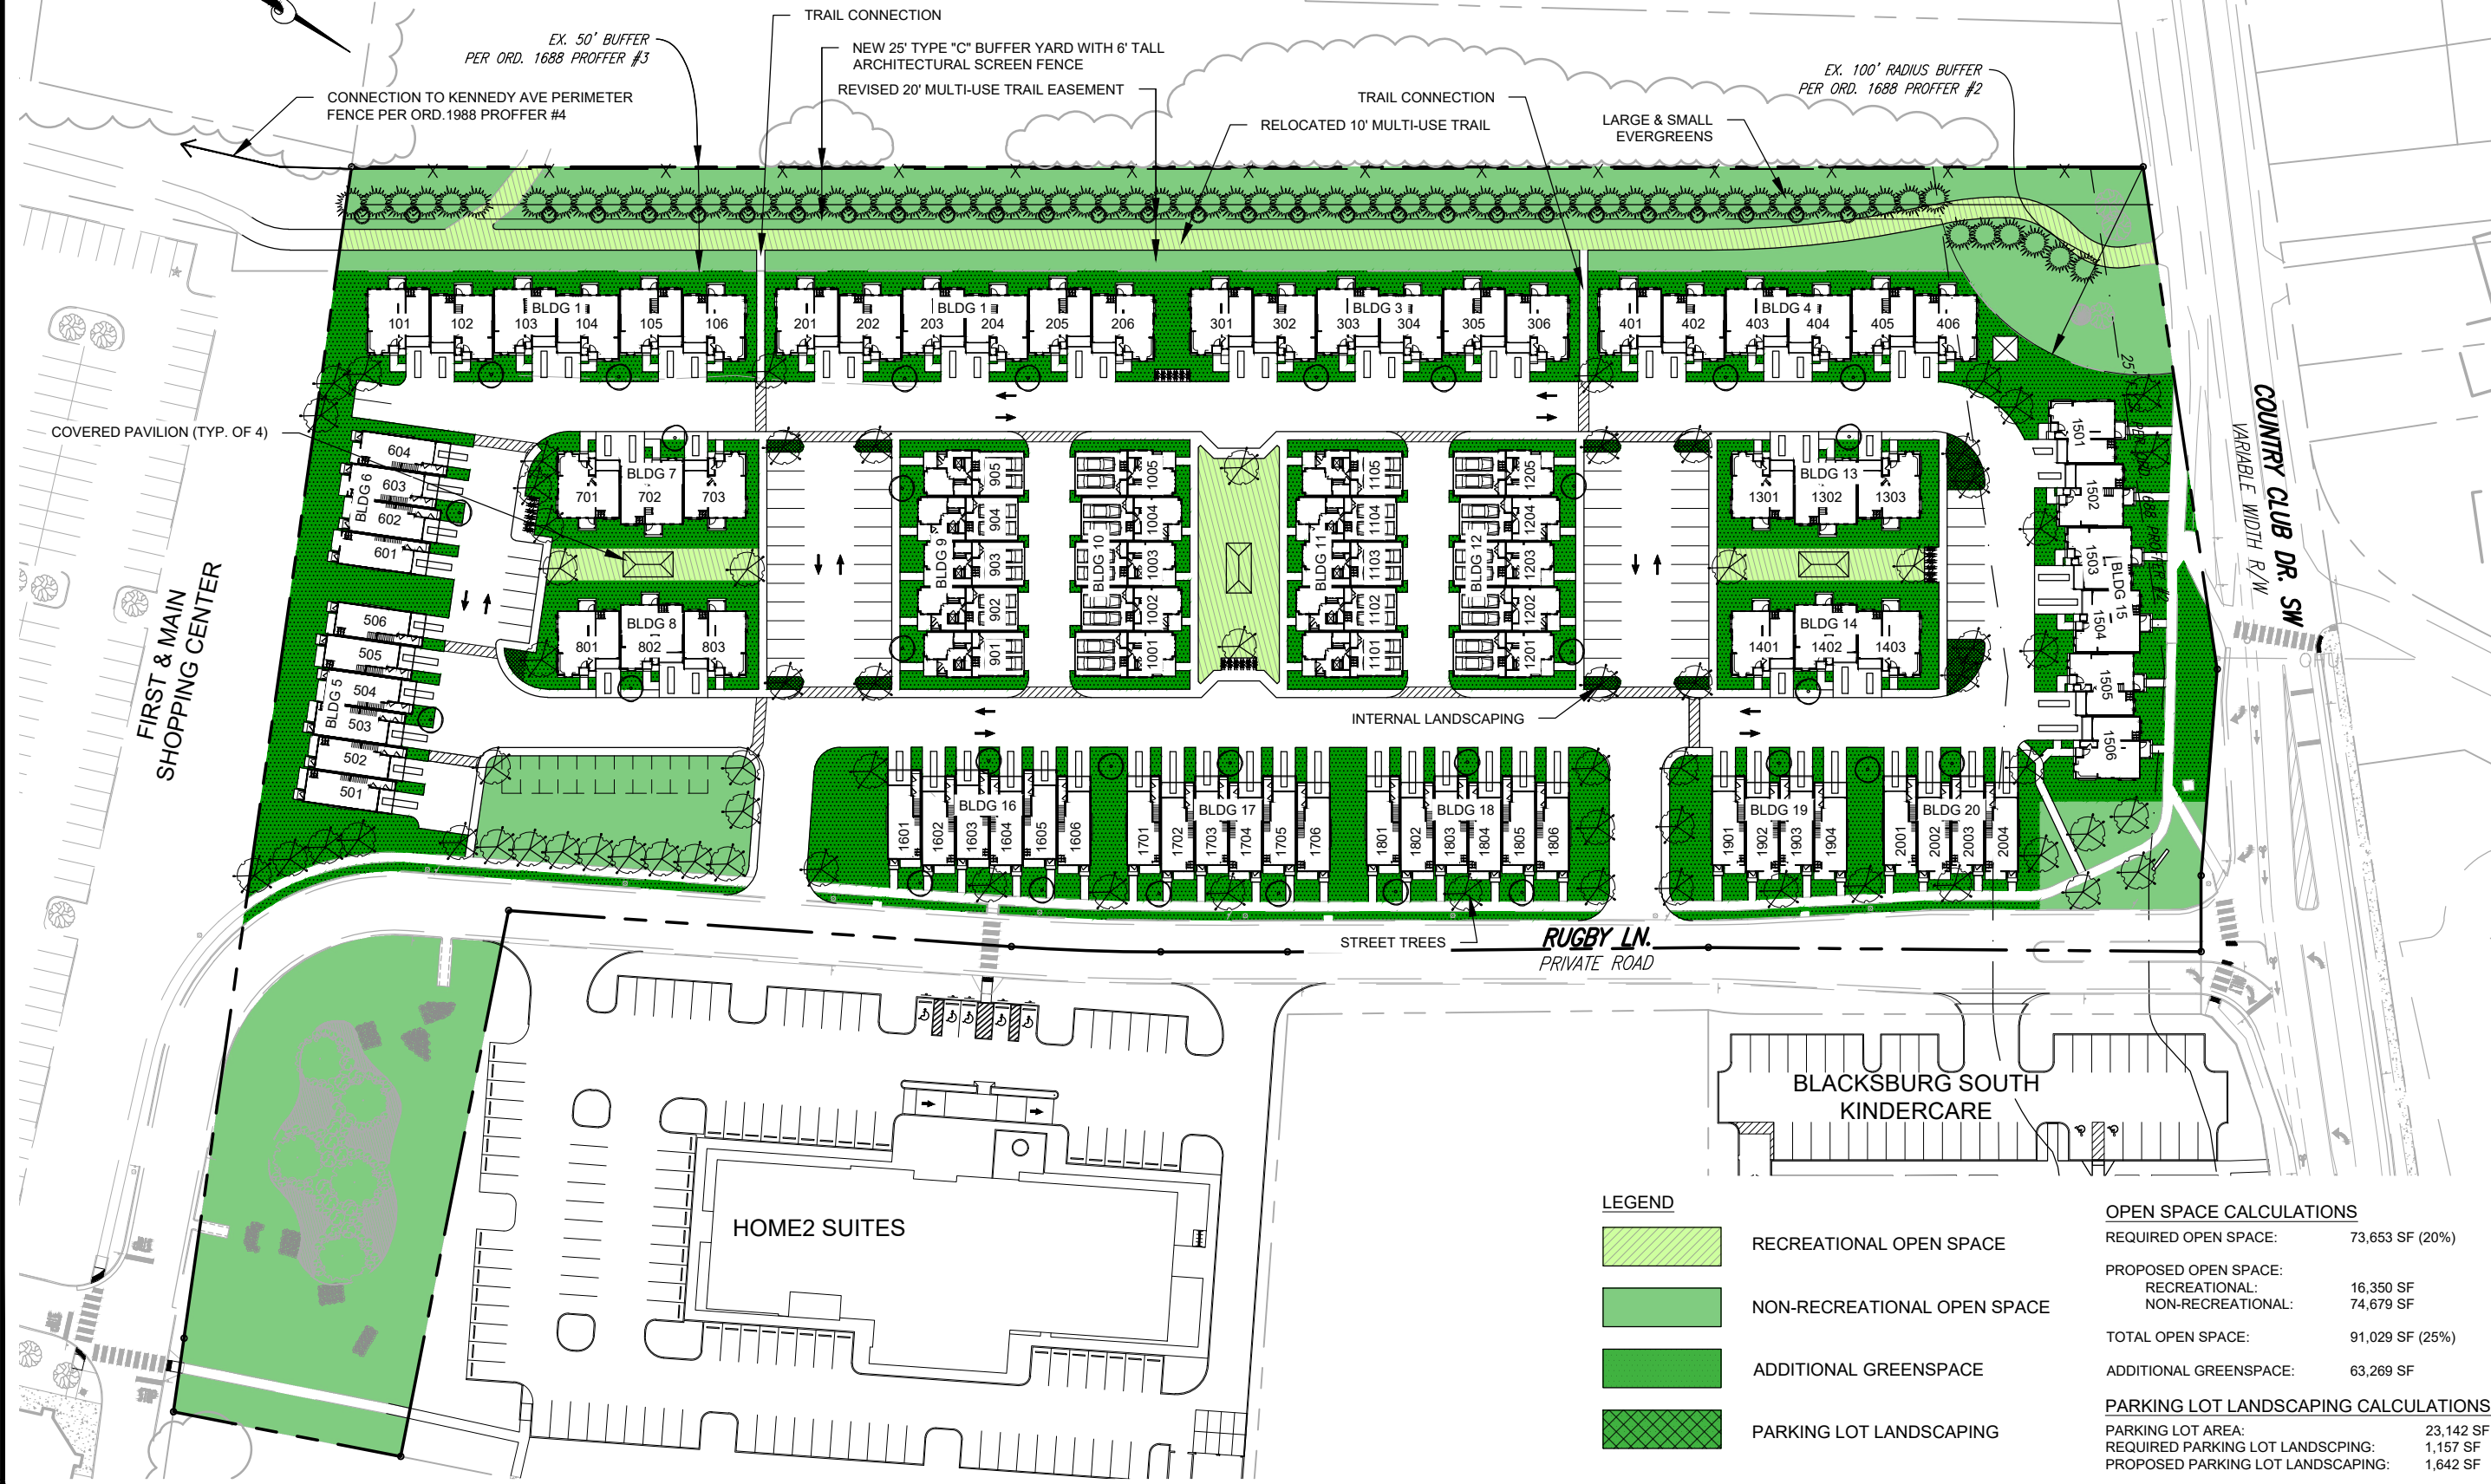 TRAIL CONNECTION
EX. 50' BUFFER
PER ORD. 1688 PROFFER #3
NEW 25' TYPE "C" BUFFER YARD WITH 6' TALL
ARCHITECTURAL SCREEN FENCE
REVISED 20' MULTI-USE TRAIL EASEMENT
CONNECTION TO KENNEDY AVE PERIMETER
FENCE PER ORD.1988 PROFFER #4
TRAIL CONNECTION
RELOCATED 10' MULTI-USE TRAIL
EX. 100' RADIUS BUFFER
PER ORD. 1688 PROFFER #2
LARGE & SMALL
EVERGREENS
BLDG 1
101 102 103 104 105 106
BLDG 1
201 202 203 204 205 206
BLDG 3
301 302 303 304 305 306
BLDG 4
401 402 403 404 405 406
COVERED PAVILION (TYP. OF 4)
BLDG 6
604
603
602
601
BLDG 5
506
505
504
503
502
501
BLDG 7
701 702 703
BLDG 8
801 802 803
BLDG 9
905
904
903
902
901
BLDG 10
1005
1004
1003
1002
1001
BLDG 11
1105
1104
1103
1102
1101
BLDG 12
1205
1204
1203
1202
1201
BLDG 13
1301 1302 1303
BLDG 14
1401 1402 1403
BLDG 15
1501
1502
1503
1504
1505
1506
25'
PROFFER #2
COUNTRY CLUB DR. SW
VARIABLE WIDTH R/W
FIRST & MAIN
SHOPPING CENTER
INTERNAL LANDSCAPING
BLDG 16
1601 1602 1603 1604 1605 1606
BLDG 17
1701 1702 1703 1704 1705 1706
BLDG 18
1801 1802 1803 1804 1805 1806
BLDG 19
1901 1902 1903 1904
BLDG 20
2001 2002 2003 2004
STREET TREES
RUGBY LN.
PRIVATE ROAD
HOME2 SUITES
BLACKSBURG SOUTH
KINDERCARE
LEGEND
RECREATIONAL OPEN SPACE
NON-RECREATIONAL OPEN SPACE
ADDITIONAL GREENSPACE
PARKING LOT LANDSCAPING
OPEN SPACE CALCULATIONS
REQUIRED OPEN SPACE: 73,653 SF (20%)
PROPOSED OPEN SPACE:
RECREATIONAL: 16,350 SF
NON-RECREATIONAL: 74,679 SF
TOTAL OPEN SPACE: 91,029 SF (25%)
ADDITIONAL GREENSPACE: 63,269 SF
PARKING LOT LANDSCAPING CALCULATIONS
PARKING LOT AREA: 23,142 SF
REQUIRED PARKING LOT LANDSCPING: 1,157 SF
PROPOSED PARKING LOT LANDSCAPING: 1,642 SF